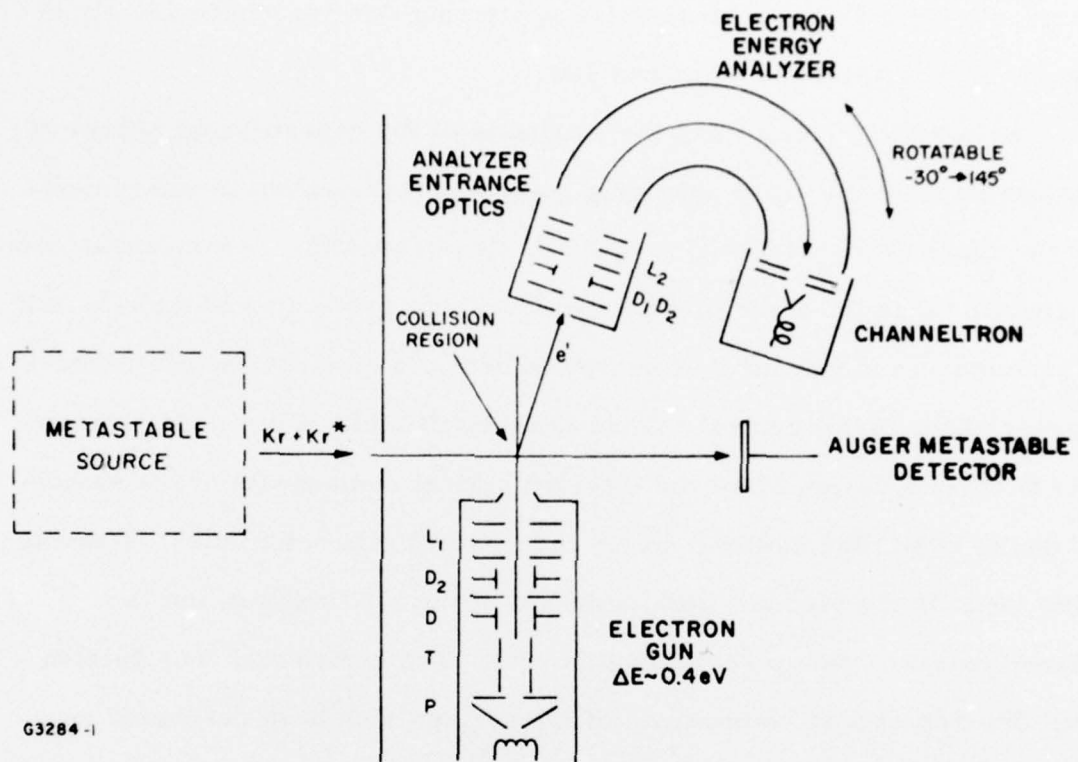 ELECTRON
ENERGY
ANALYZER
ROTATABLE
-30°→145°
ANALYZER
ENTRANCE
OPTICS
L2
D1 D2
COLLISION
REGION
e'
CHANNELTRON
METASTABLE
SOURCE
Kr + Kr*
AUGER METASTABLE
DETECTOR
L1
D2
D
T
P
ELECTRON
GUN
ΔE~0.4eV
G3284-1